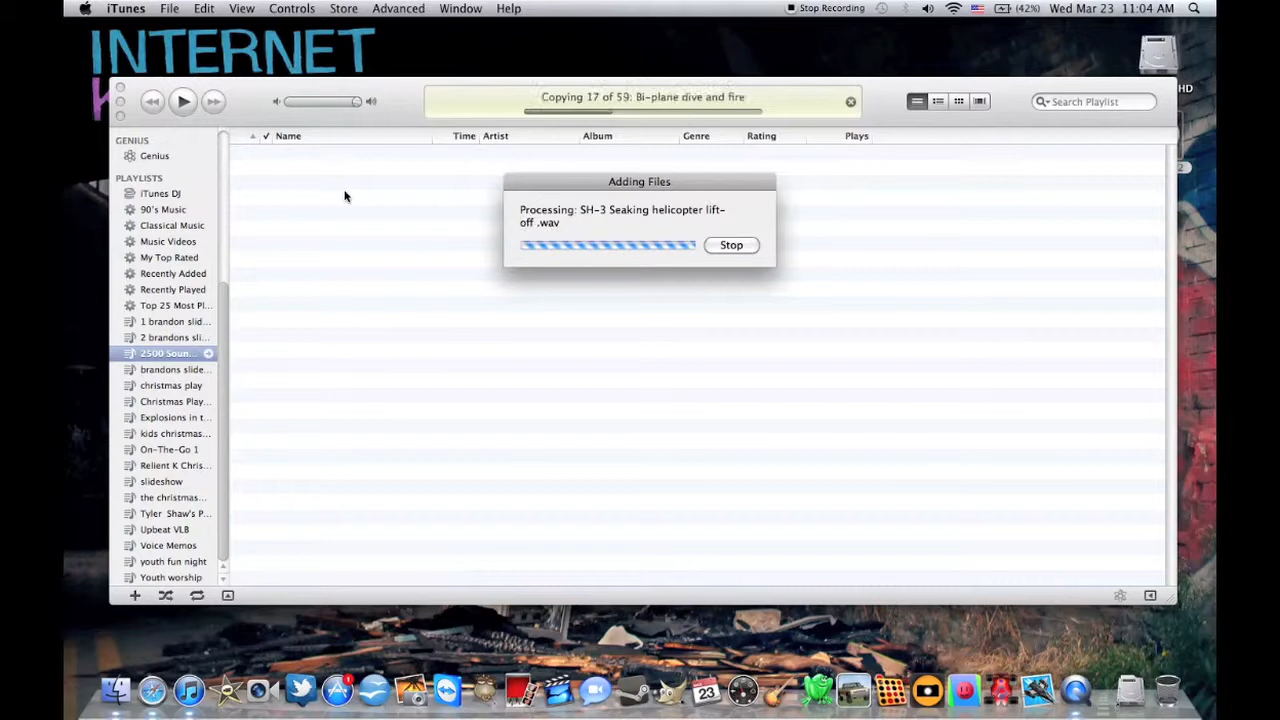 iTunes File Edit View Controls Store Advanced Window Help Stop Recording (42%) Wed Mar 23 11:04 AM
INTERNET
K
HD
Copying 17 of 59: Bi-plane dive and fire
Search Playlist
Name Time Artist Album Genre Rating Plays
GENIUS
Genius
PLAYLISTS
iTunes DJ
90's Music
Classical Music
Music Videos
My Top Rated
Recently Added
Recently Played
Top 25 Most Pl...
1 brandon slid...
2 brandons sli...
2500 Soun...
brandons slide...
christmas play
Christmas Play...
Explosions in t...
kids christmas...
On-The-Go 1
Relient K Chris...
slideshow
the christmas...
Tyler Shaw's P...
Upbeat VLB
Voice Memos
youth fun night
Youth worship
Adding Files
Processing: SH-3 Seaking helicopter lift-
off .wav
Stop
2
23